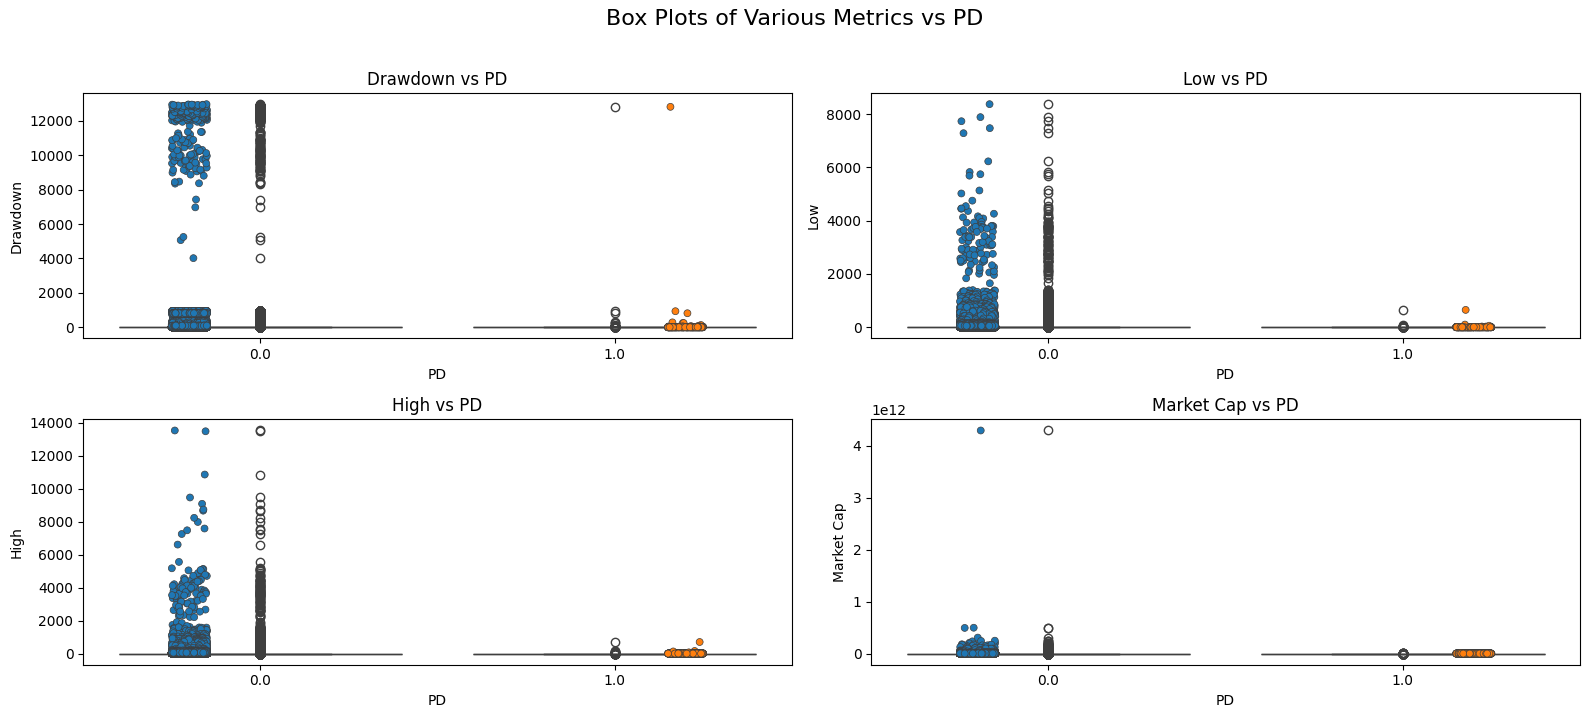 Box Plots of Various Metrics vs PD
Drawdown vs PD
Drawdown
12000
10000
8000
6000
4000
2000
0
0.0
1.0
PD
Low vs PD
Low
8000
6000
4000
2000
0
0.0
1.0
PD
High vs PD
High
14000
12000
10000
8000
6000
4000
2000
0
0.0
1.0
PD
Market Cap vs PD
1e12
Market Cap
4
3
2
1
0
0.0
1.0
PD